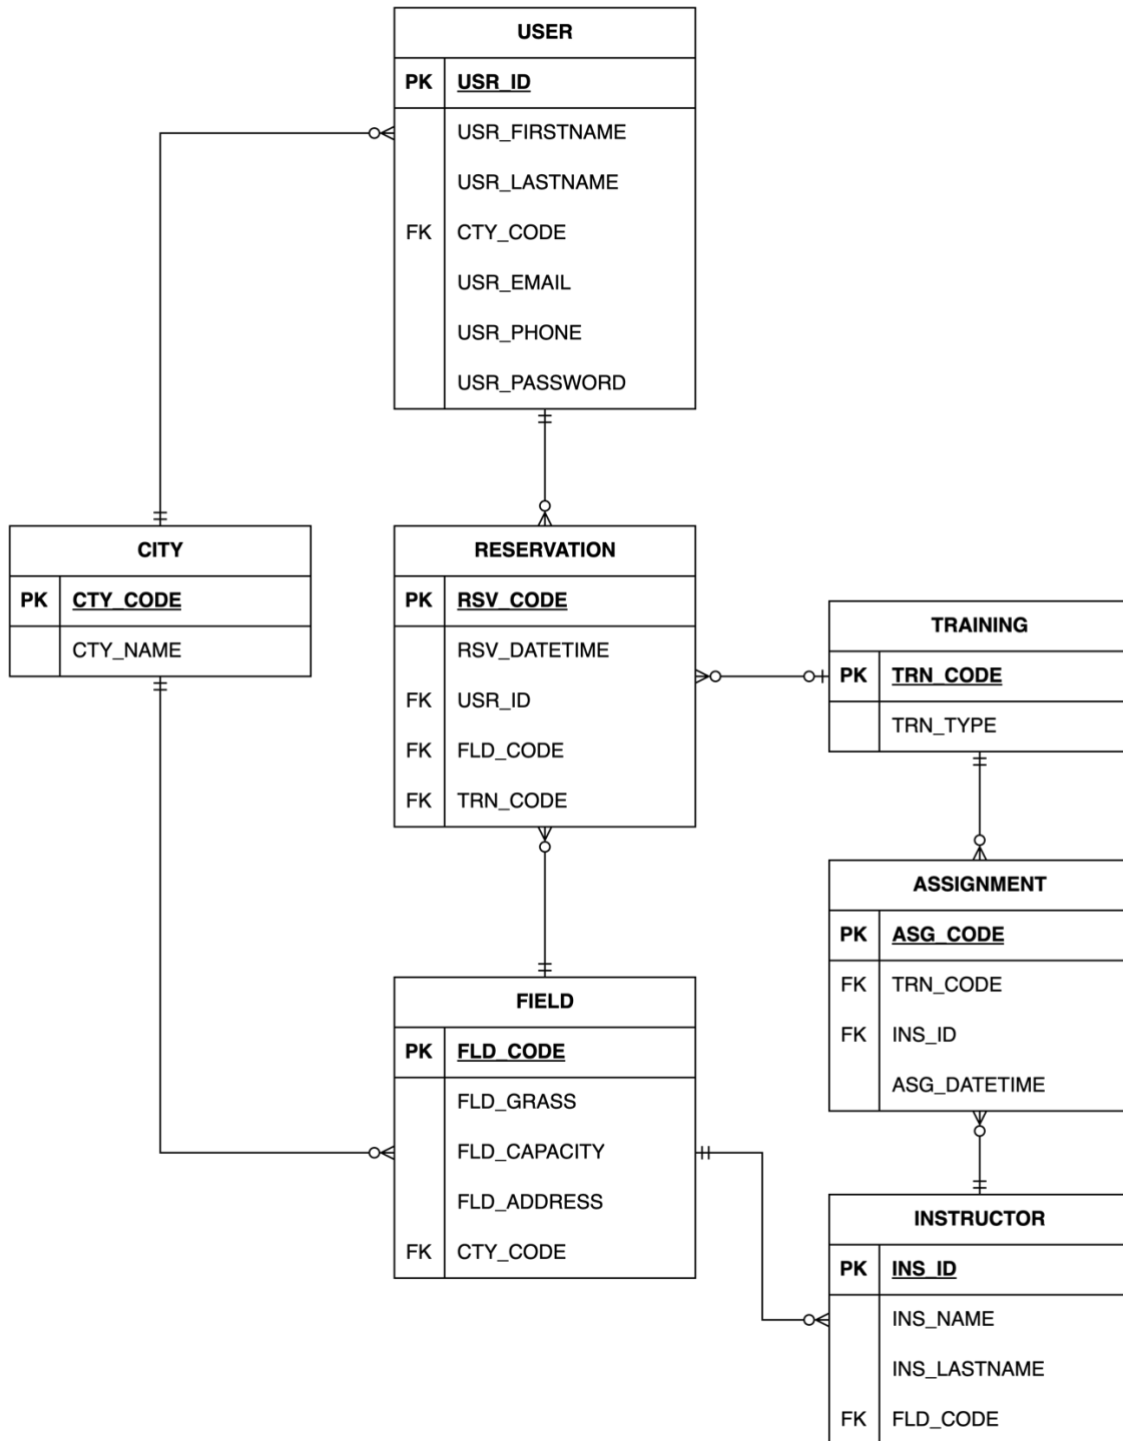 USER
PK USR_ID
USR_FIRSTNAME
USR_LASTNAME
FK CTY_CODE
USR_EMAIL
USR_PHONE
USR_PASSWORD
CITY
PK CTY_CODE
CTY_NAME
RESERVATION
PK RSV_CODE
RSV_DATETIME
FK USR_ID
FK FLD_CODE
FK TRN_CODE
TRAINING
PK TRN_CODE
TRN_TYPE
ASSIGNMENT
PK ASG_CODE
FK TRN_CODE
FK INS_ID
ASG_DATETIME
FIELD
PK FLD_CODE
FLD_GRASS
FLD_CAPACITY
FLD_ADDRESS
FK CTY_CODE
INSTRUCTOR
PK INS_ID
INS_NAME
INS_LASTNAME
FK FLD_CODE